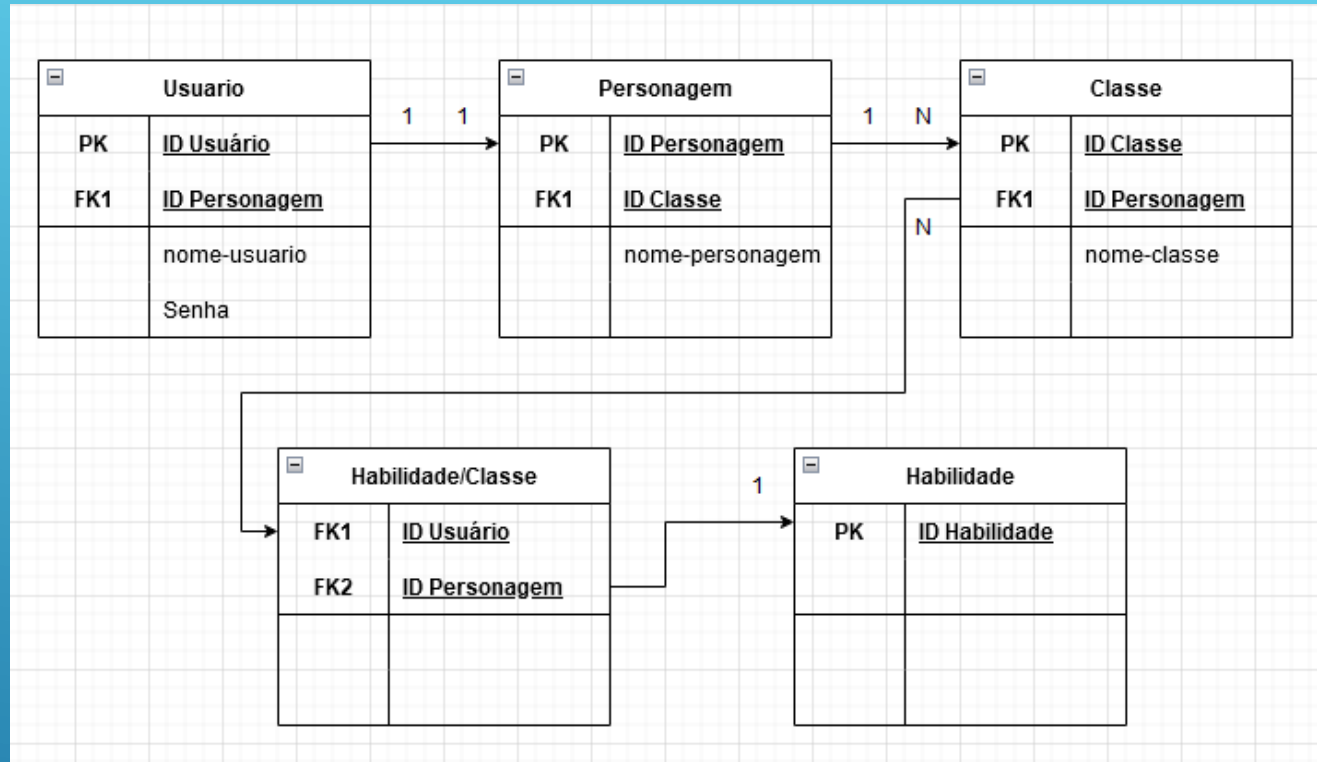 Usuario
PK ID Usuário
FK1 ID Personagem
nome-usuario
Senha
1 1
Personagem
PK ID Personagem
FK1 ID Classe
nome-personagem
1 N
Classe
PK ID Classe
FK1 ID Personagem
nome-classe
N
Habilidade/Classe
FK1 ID Usuário
FK2 ID Personagem
1
Habilidade
PK ID Habilidade